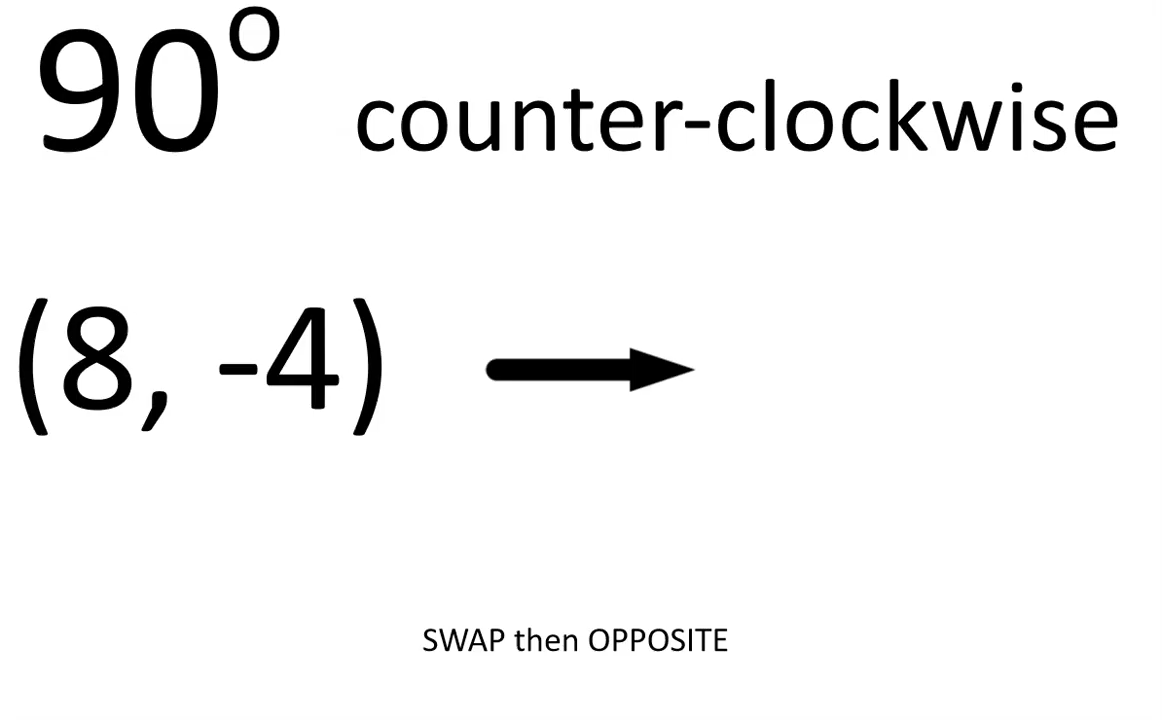 90° counter-clockwise
(8, -4)
SWAP then OPPOSITE